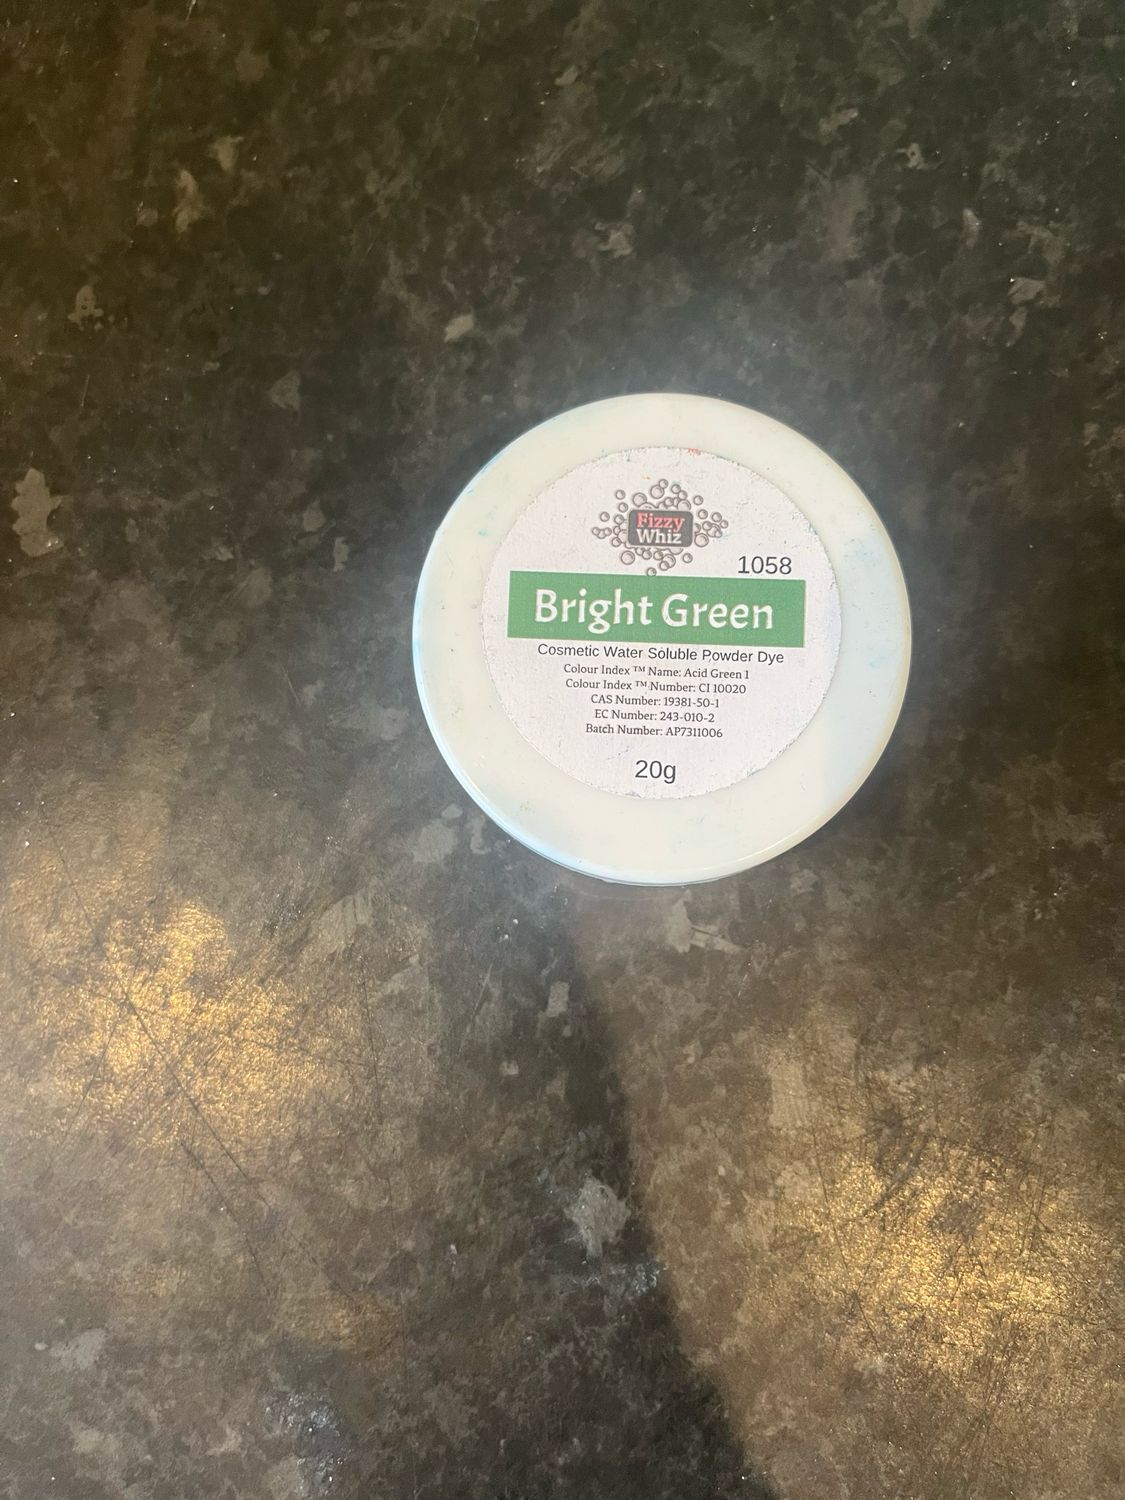 Fizzy
Whiz
1058
Bright Green
Cosmetic Water Soluble Powder Dye
Colour Index ™ Name: Acid Green 1
Colour Index ™ Number: CI 10020
CAS Number: 19381-50-1
EC Number: 243-010-2
Batch Number: AP7311006
20g